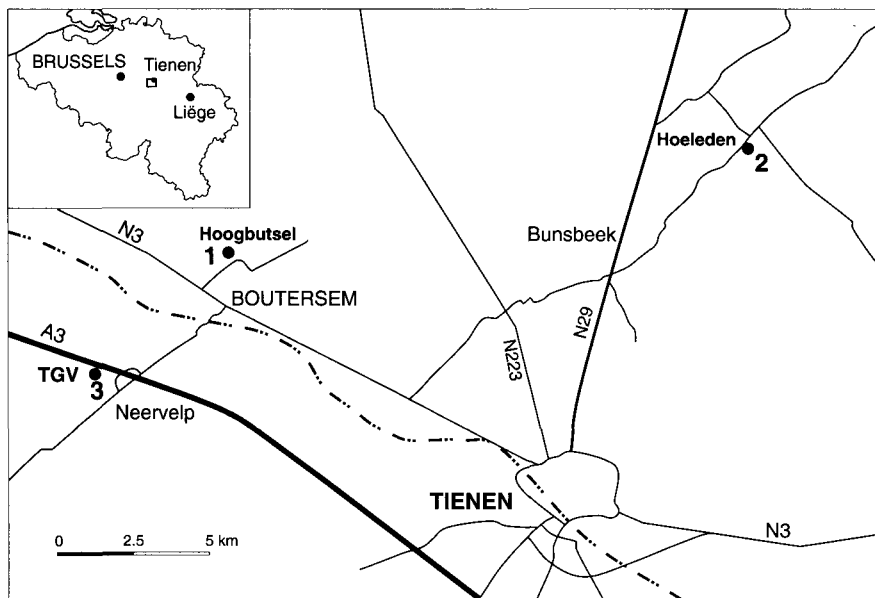 BRUSSELS
Tienen
Liëge
N3
Hoogbutsel
1
BOUTERSEM
A3
TGV
3
Neervelp
Hoeleden
2
Bunsbeek
N29
N223
TIENEN
N3
0 2.5 5 km